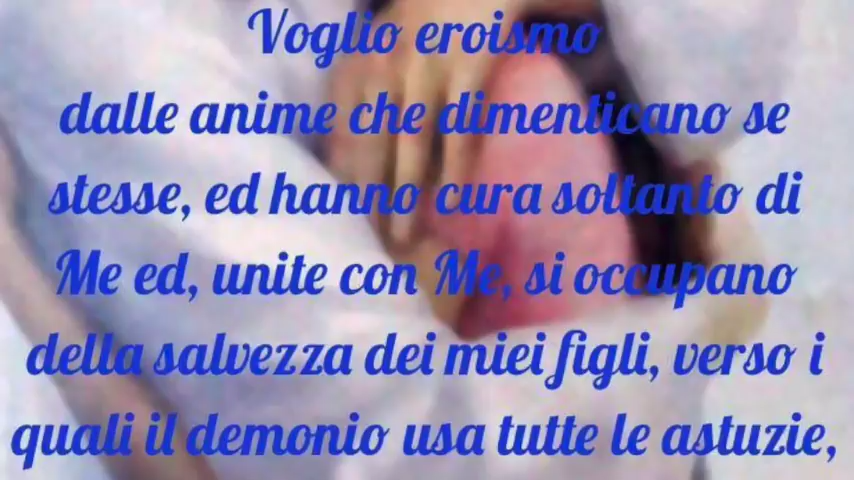 Voglio eroismo
dalle anime che dimenticano se
stesse, ed hanno cura soltanto di
Me ed, unite con Me, si occupano
della salvezza dei miei figli, verso i
quali il demonio usa tutte le astuzie,